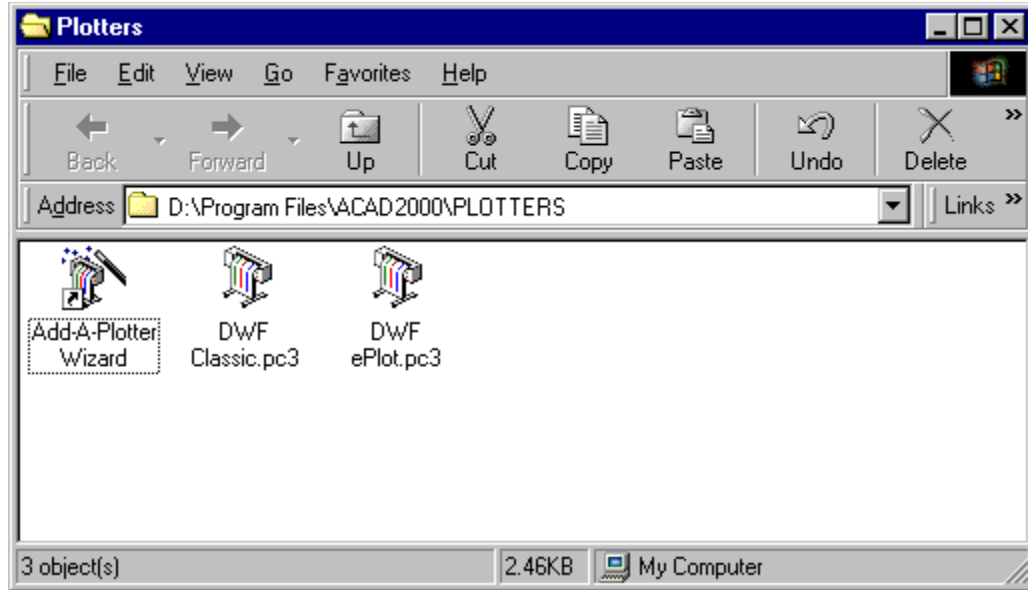 Plotters
File Edit View Go Favorites Help
Back Forward Up Cut Copy Paste Undo Delete »
Address D:\Program Files\ACAD2000\PLOTTERS Links »
Add-A-Plotter
Wizard
DWF
Classic.pc3
DWF
ePlot.pc3
3 object(s) 2.46KB My Computer